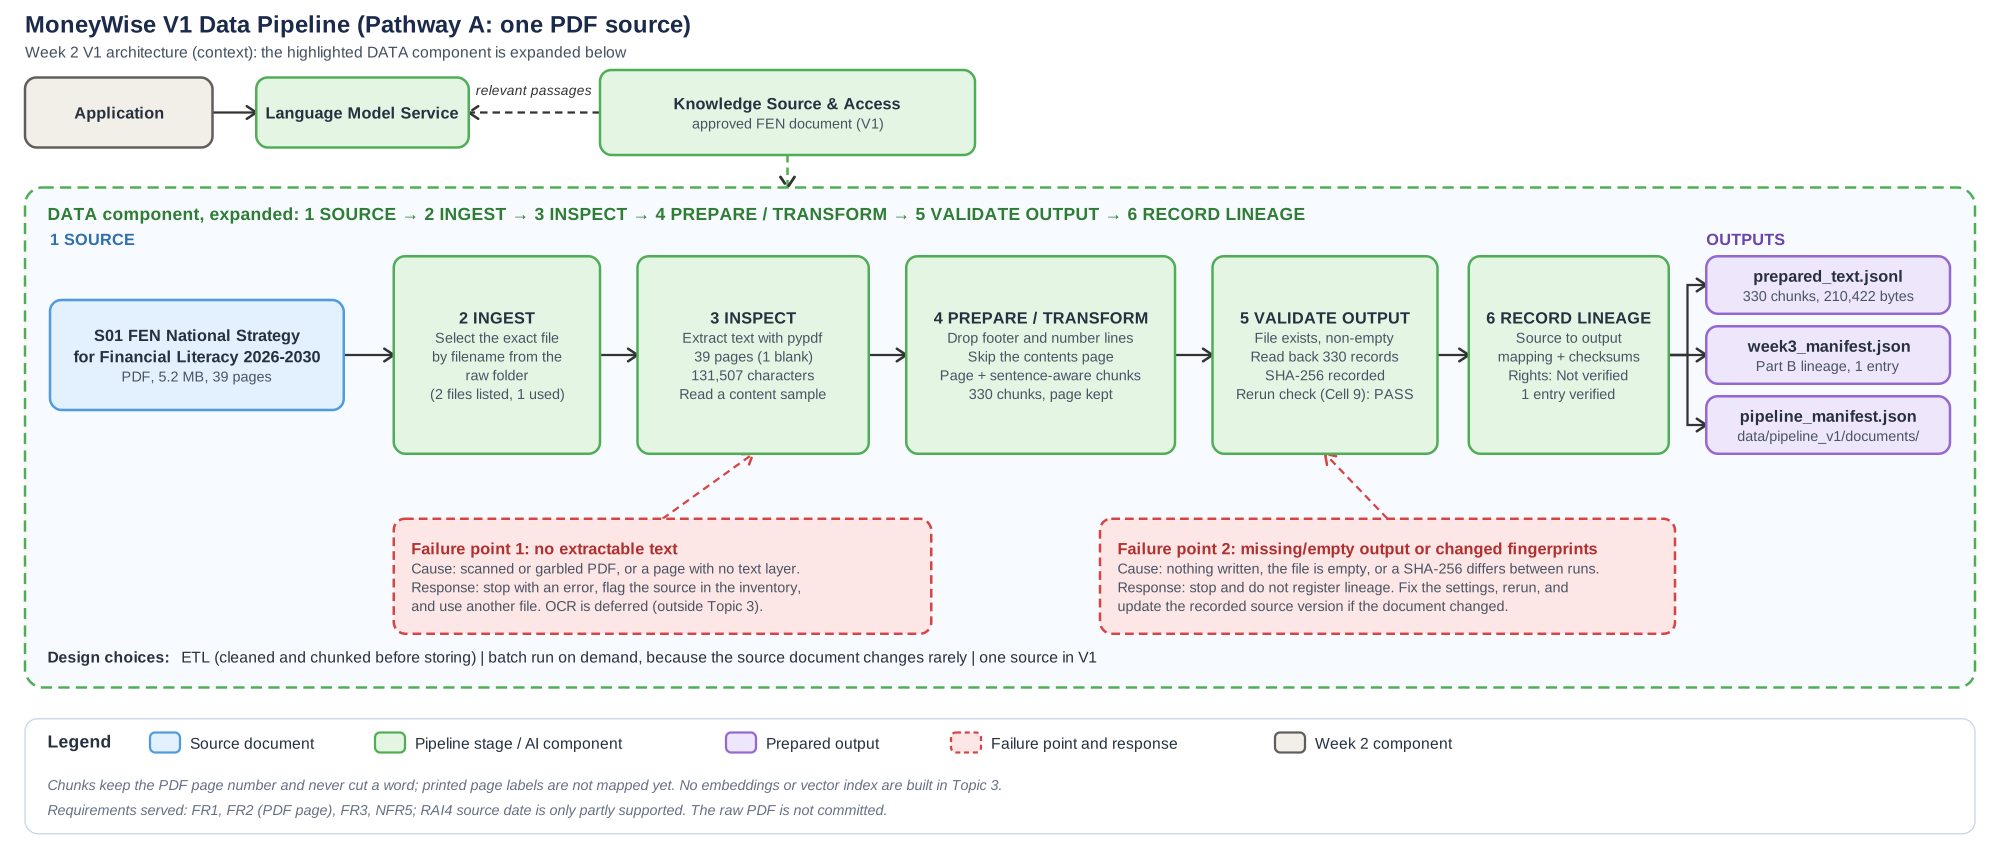 MoneyWise V1 Data Pipeline (Pathway A: one PDF source)
Week 2 V1 architecture (context): the highlighted DATA component is expanded below
Application
Language Model Service
relevant passages
Knowledge Source & Access
approved FEN document (V1)
DATA component, expanded: 1 SOURCE → 2 INGEST → 3 INSPECT → 4 PREPARE / TRANSFORM → 5 VALIDATE OUTPUT → 6 RECORD LINEAGE
1 SOURCE
S01 FEN National Strategy
for Financial Literacy 2026-2030
PDF, 5.2 MB, 39 pages
2 INGEST
Select the exact file
by filename from the
raw folder
(2 files listed, 1 used)
3 INSPECT
Extract text with pypdf
39 pages (1 blank)
131,507 characters
Read a content sample
4 PREPARE / TRANSFORM
Drop footer and number lines
Skip the contents page
Page + sentence-aware chunks
330 chunks, page kept
5 VALIDATE OUTPUT
File exists, non-empty
Read back 330 records
SHA-256 recorded
Rerun check (Cell 9): PASS
6 RECORD LINEAGE
Source to output
mapping + checksums
Rights: Not verified
1 entry verified
OUTPUTS
prepared_text.jsonl
330 chunks, 210,422 bytes
week3_manifest.json
Part B lineage, 1 entry
pipeline_manifest.json
data/pipeline_v1/documents/
Failure point 1: no extractable text
Cause: scanned or garbled PDF, or a page with no text layer.
Response: stop with an error, flag the source in the inventory,
and use another file. OCR is deferred (outside Topic 3).
Failure point 2: missing/empty output or changed fingerprints
Cause: nothing written, the file is empty, or a SHA-256 differs between runs.
Response: stop and do not register lineage. Fix the settings, rerun, and
update the recorded source version if the document changed.
Design choices: ETL (cleaned and chunked before storing) | batch run on demand, because the source document changes rarely | one source in V1
Legend
Source document
Pipeline stage / AI component
Prepared output
Failure point and response
Week 2 component
Chunks keep the PDF page number and never cut a word; printed page labels are not mapped yet. No embeddings or vector index are built in Topic 3.
Requirements served: FR1, FR2 (PDF page), FR3, NFR5; RAI4 source date is only partly supported. The raw PDF is not committed.